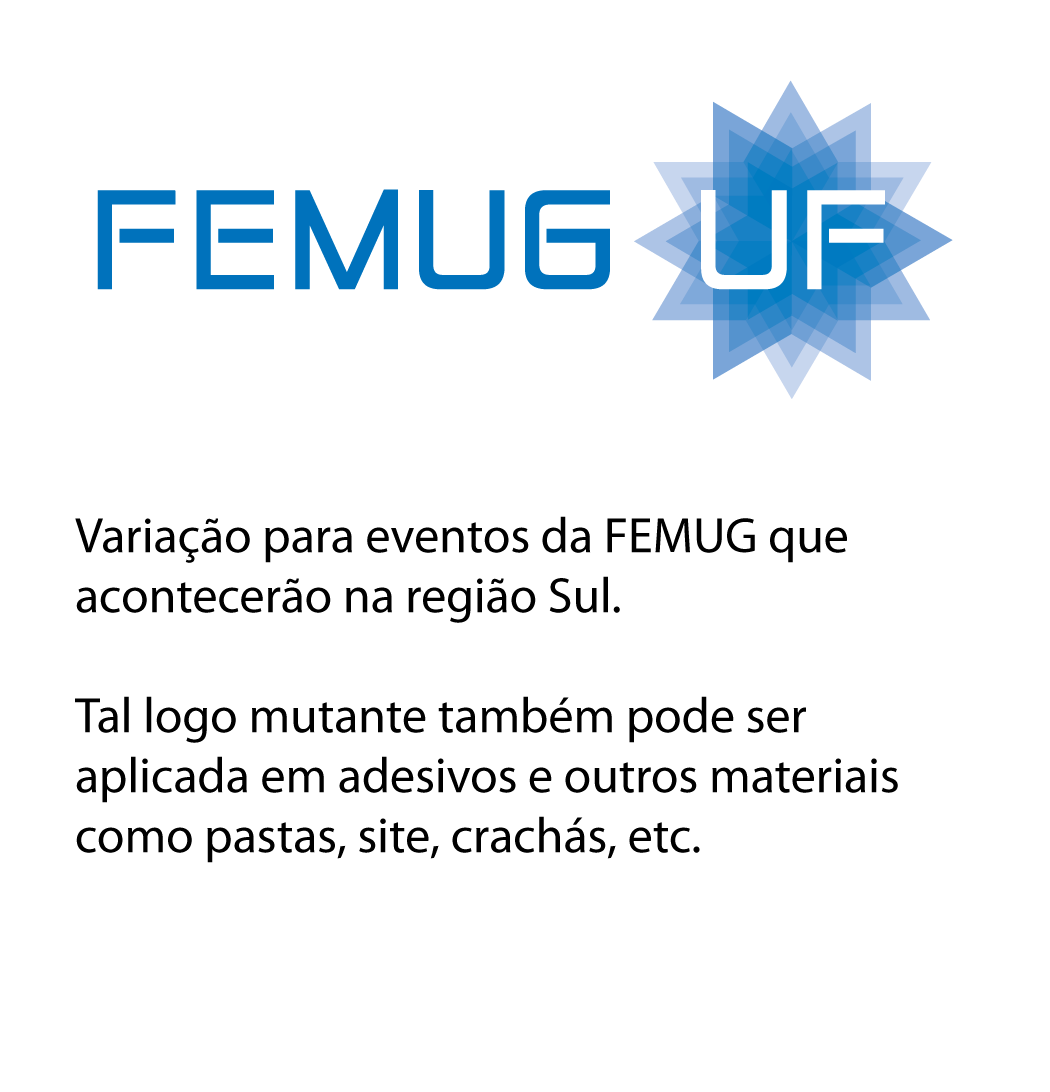 FEMUG UF
Variação para eventos da FEMUG que
acontecerão na região Sul.
Tal logo mutante também pode ser
aplicada em adesivos e outros materiais
como pastas, site, crachás, etc.